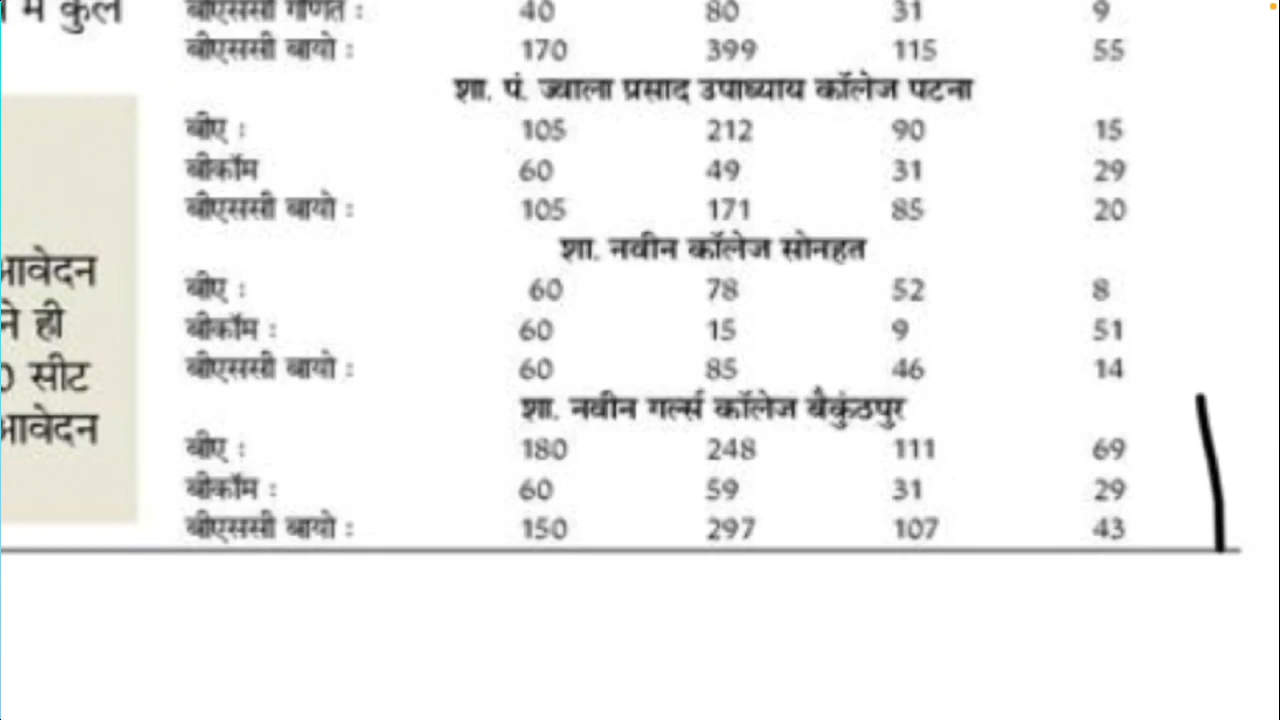 में कुल
आवेदन
ने ही
0 सीट
आवेदन
बीएससी गणित : 40 80 31 9
बीएससी बायो : 170 399 115 55
शा. पं. ज्वाला प्रसाद उपाध्याय कॉलेज पटना
बीए : 105 212 90 15
बीकॉम 60 49 31 29
बीएससी बायो : 105 171 85 20
शा. नवीन कॉलेज सोनहत
बीए : 60 78 52 8
बीकॉम : 60 15 9 51
बीएससी बायो : 60 85 46 14
शा. नवीन गर्ल्स कॉलेज बैकुंठपुर
बीए : 180 248 111 69
बीकॉम : 60 59 31 29
बीएससी बायो : 150 297 107 43